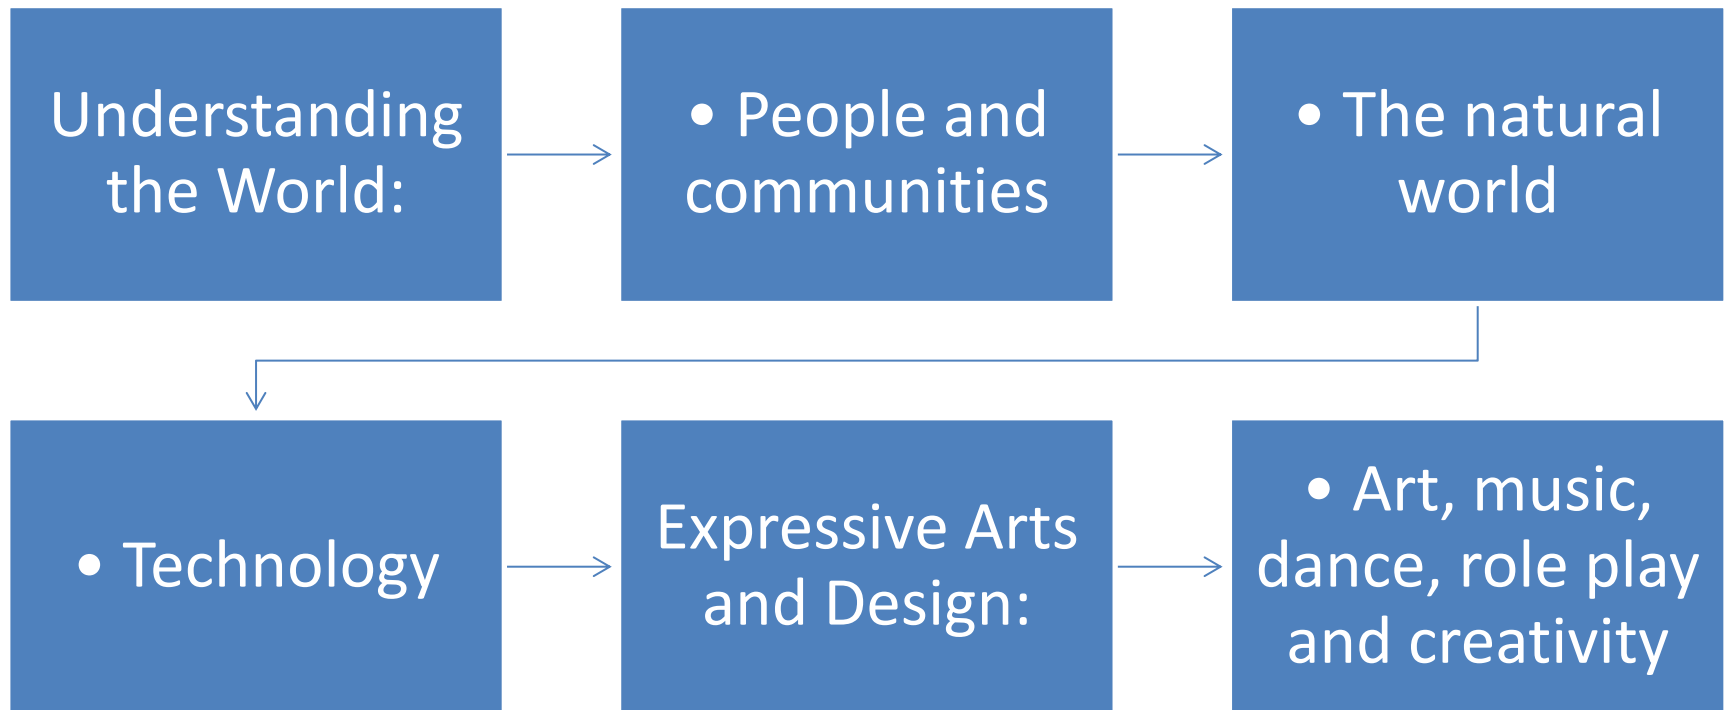 Understanding
the World:
• People and
communities
• The natural
world
• Technology
Expressive Arts
and Design:
• Art, music,
dance, role play
and creativity